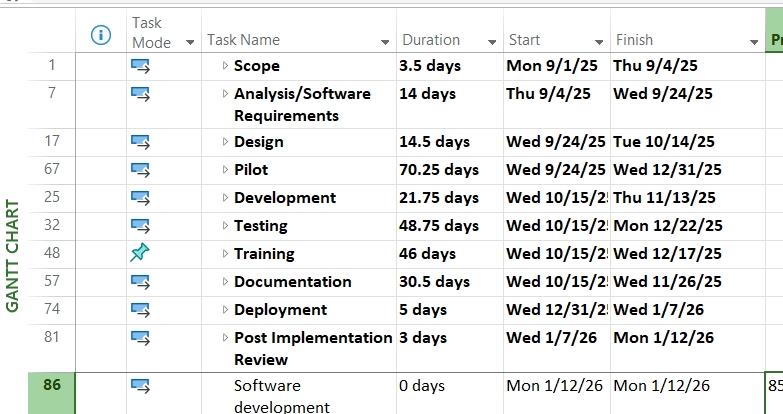 Task Mode Task Name Duration Start Finish Pr
1 Scope 3.5 days Mon 9/1/25 Thu 9/4/25
7 Analysis/Software Requirements 14 days Thu 9/4/25 Wed 9/24/25
17 Design 14.5 days Wed 9/24/25 Tue 10/14/25
67 Pilot 70.25 days Wed 9/24/25 Wed 12/31/25
25 Development 21.75 days Wed 10/15/2 Thu 11/13/25
32 Testing 48.75 days Wed 10/15/2 Mon 12/22/25
48 Training 46 days Wed 10/15/2 Wed 12/17/25
57 Documentation 30.5 days Wed 10/15/2 Wed 11/26/25
74 Deployment 5 days Wed 12/31/2 Wed 1/7/26
81 Post Implementation Review 3 days Wed 1/7/26 Mon 1/12/26
86 Software development 0 days Mon 1/12/26 Mon 1/12/26 85
GANTT CHART